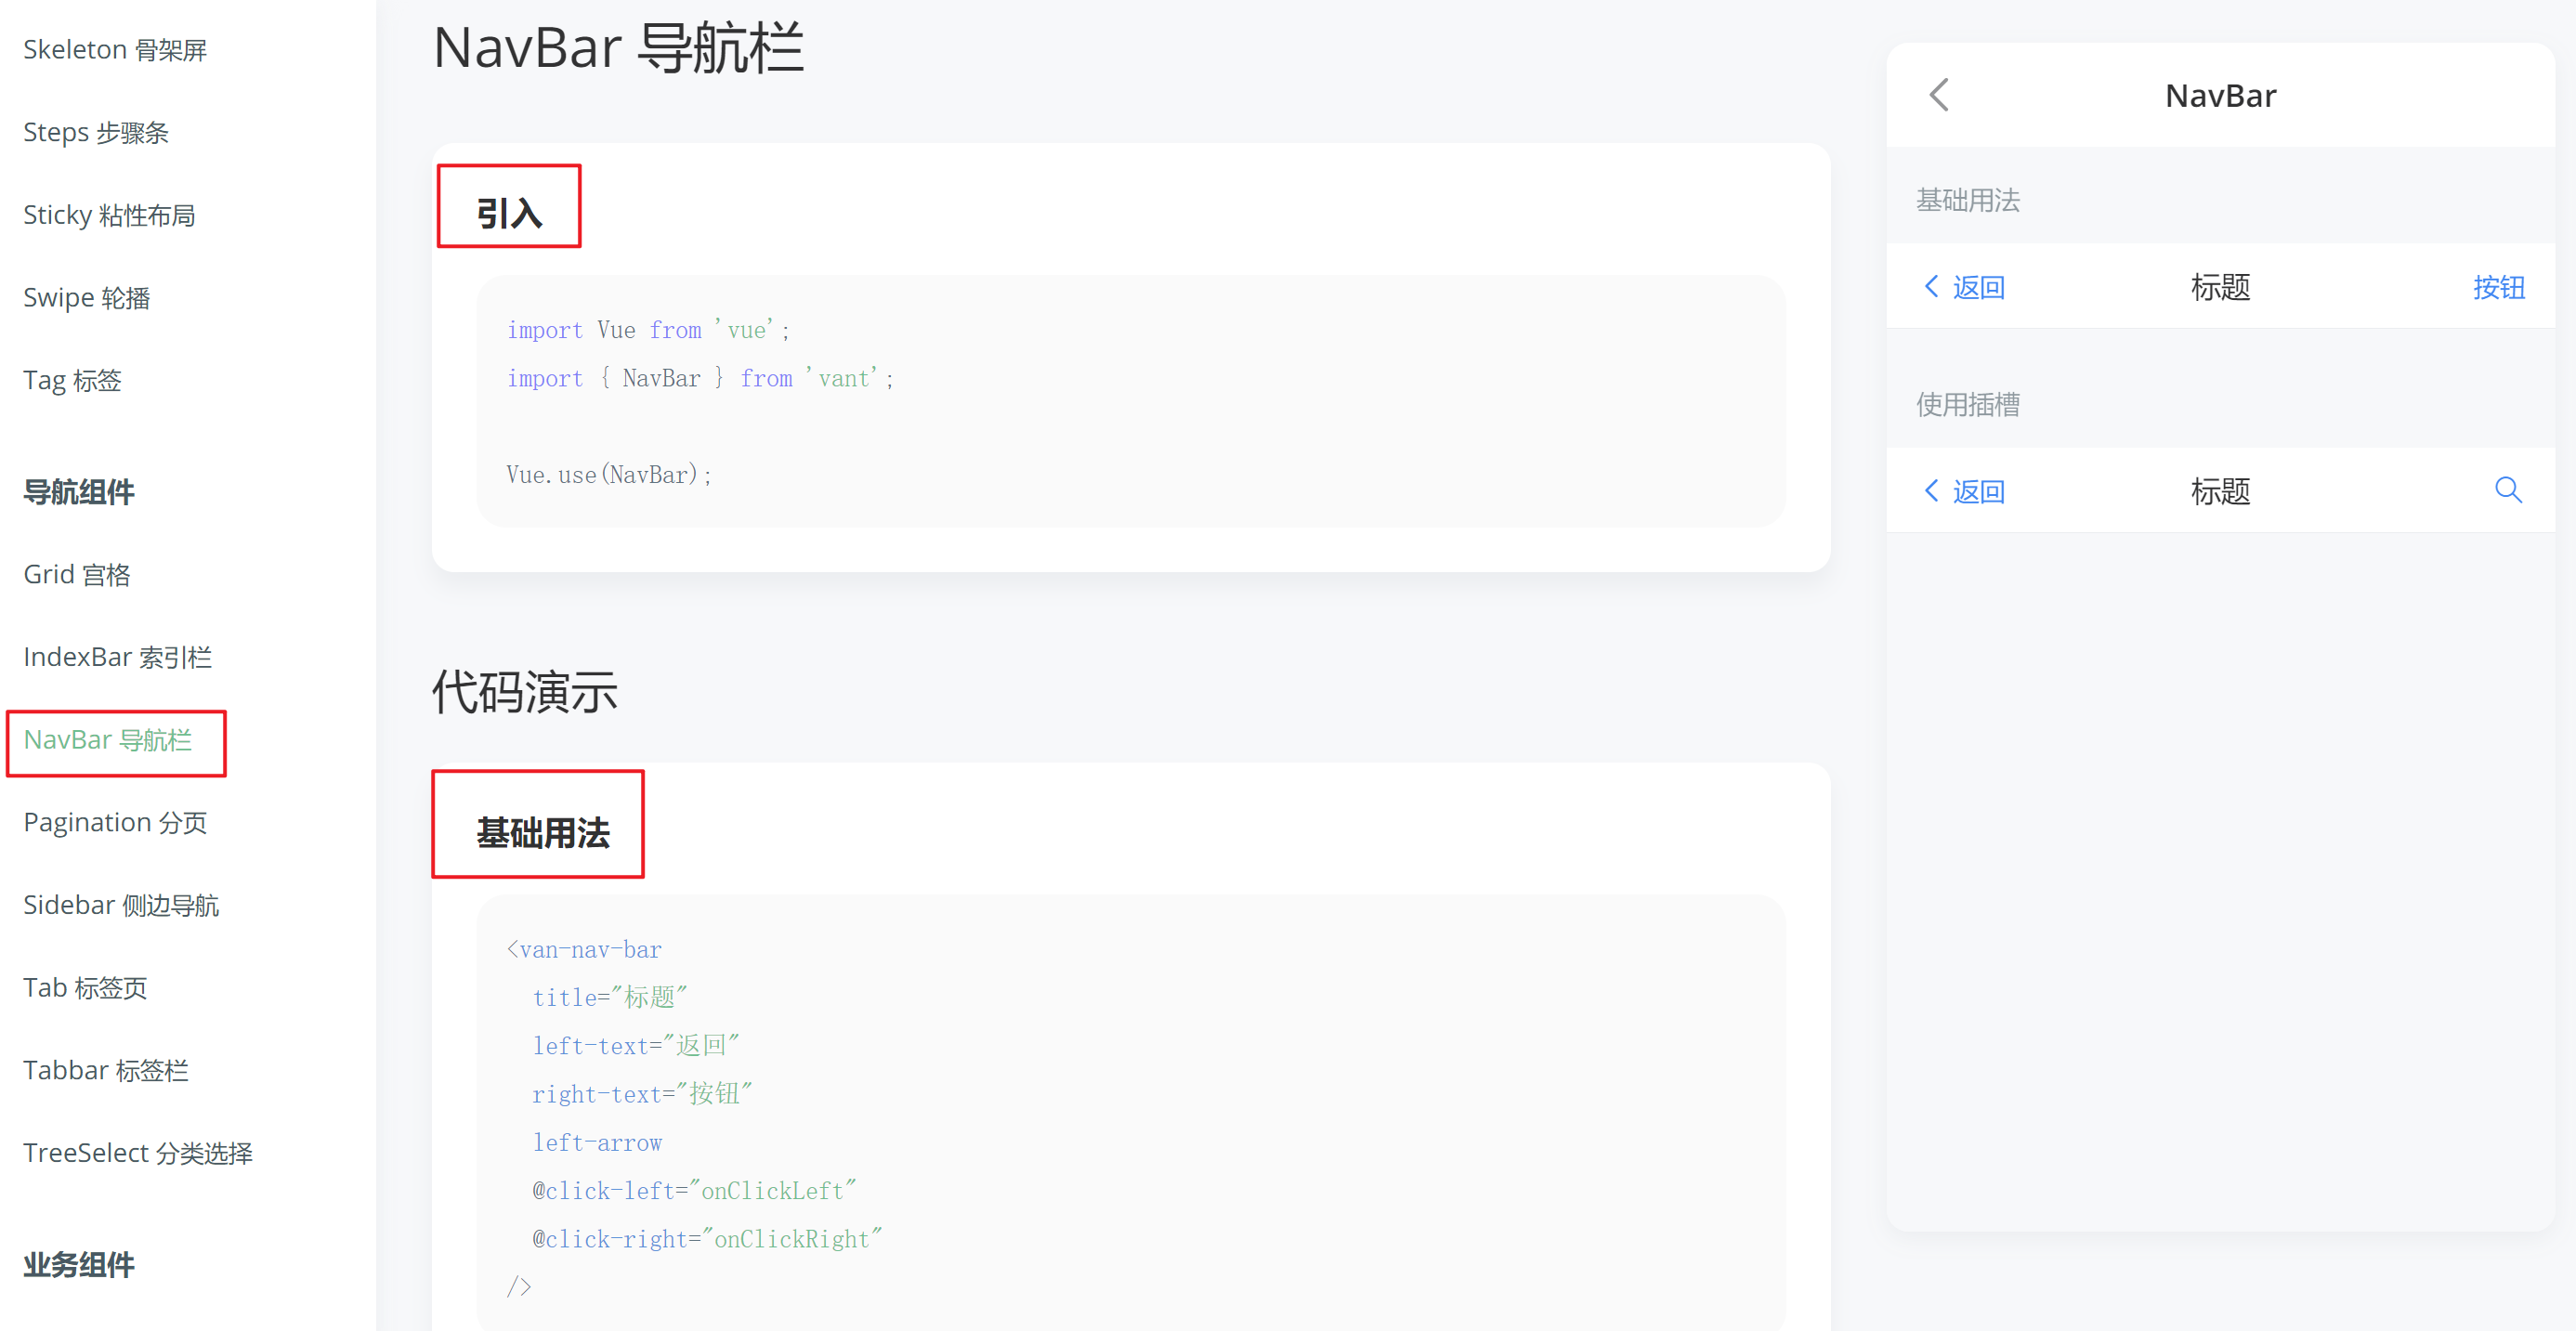 Skeleton 骨架屏
Steps 步骤条
Sticky 粘性布局
Swipe 轮播
Tag 标签
导航组件
Grid 宫格
IndexBar 索引栏
NavBar 导航栏
Pagination 分页
Sidebar 侧边导航
Tab 标签页
Tabbar 标签栏
TreeSelect 分类选择
业务组件
NavBar 导航栏
引入
import Vue from 'vue';
import { NavBar } from 'vant';
Vue.use(NavBar);
代码演示
基础用法
<van-nav-bar
title="标题"
left-text="返回"
right-text="按钮"
left-arrow
@click-left="onClickLeft"
@click-right="onClickRight"
/>
NavBar
基础用法
返回 标题 按钮
使用插槽
返回 标题